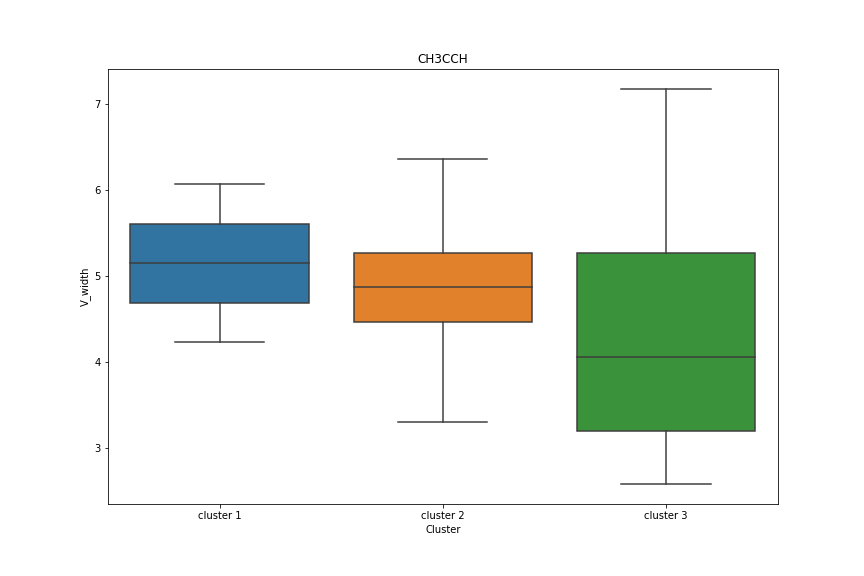 CH3CCH
7
6
5
4
3
V_width
cluster 1
cluster 2
cluster 3
Cluster